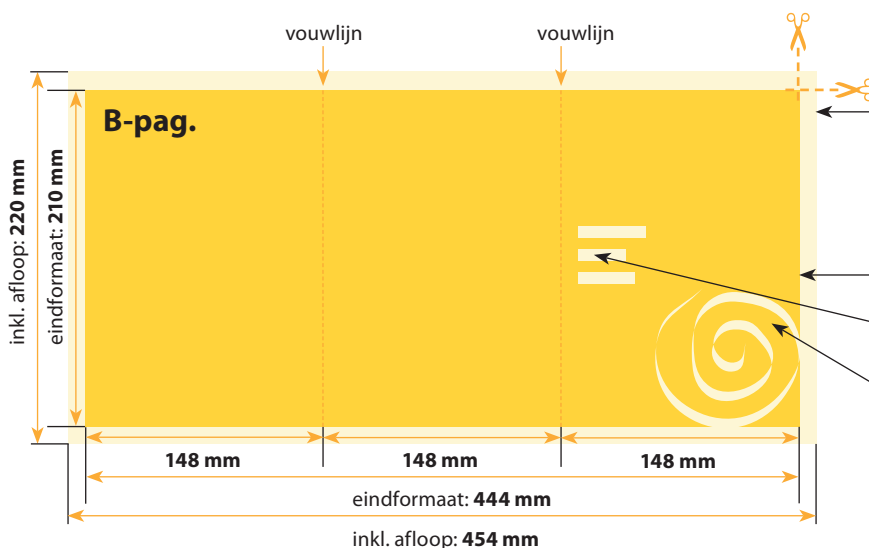 vouwlijn
vouwlijn
B-pag.
inkl. afloop: 220 mm
eindformaat: 210 mm
148 mm
148 mm
148 mm
eindformaat: 444 mm
inkl. afloop: 454 mm